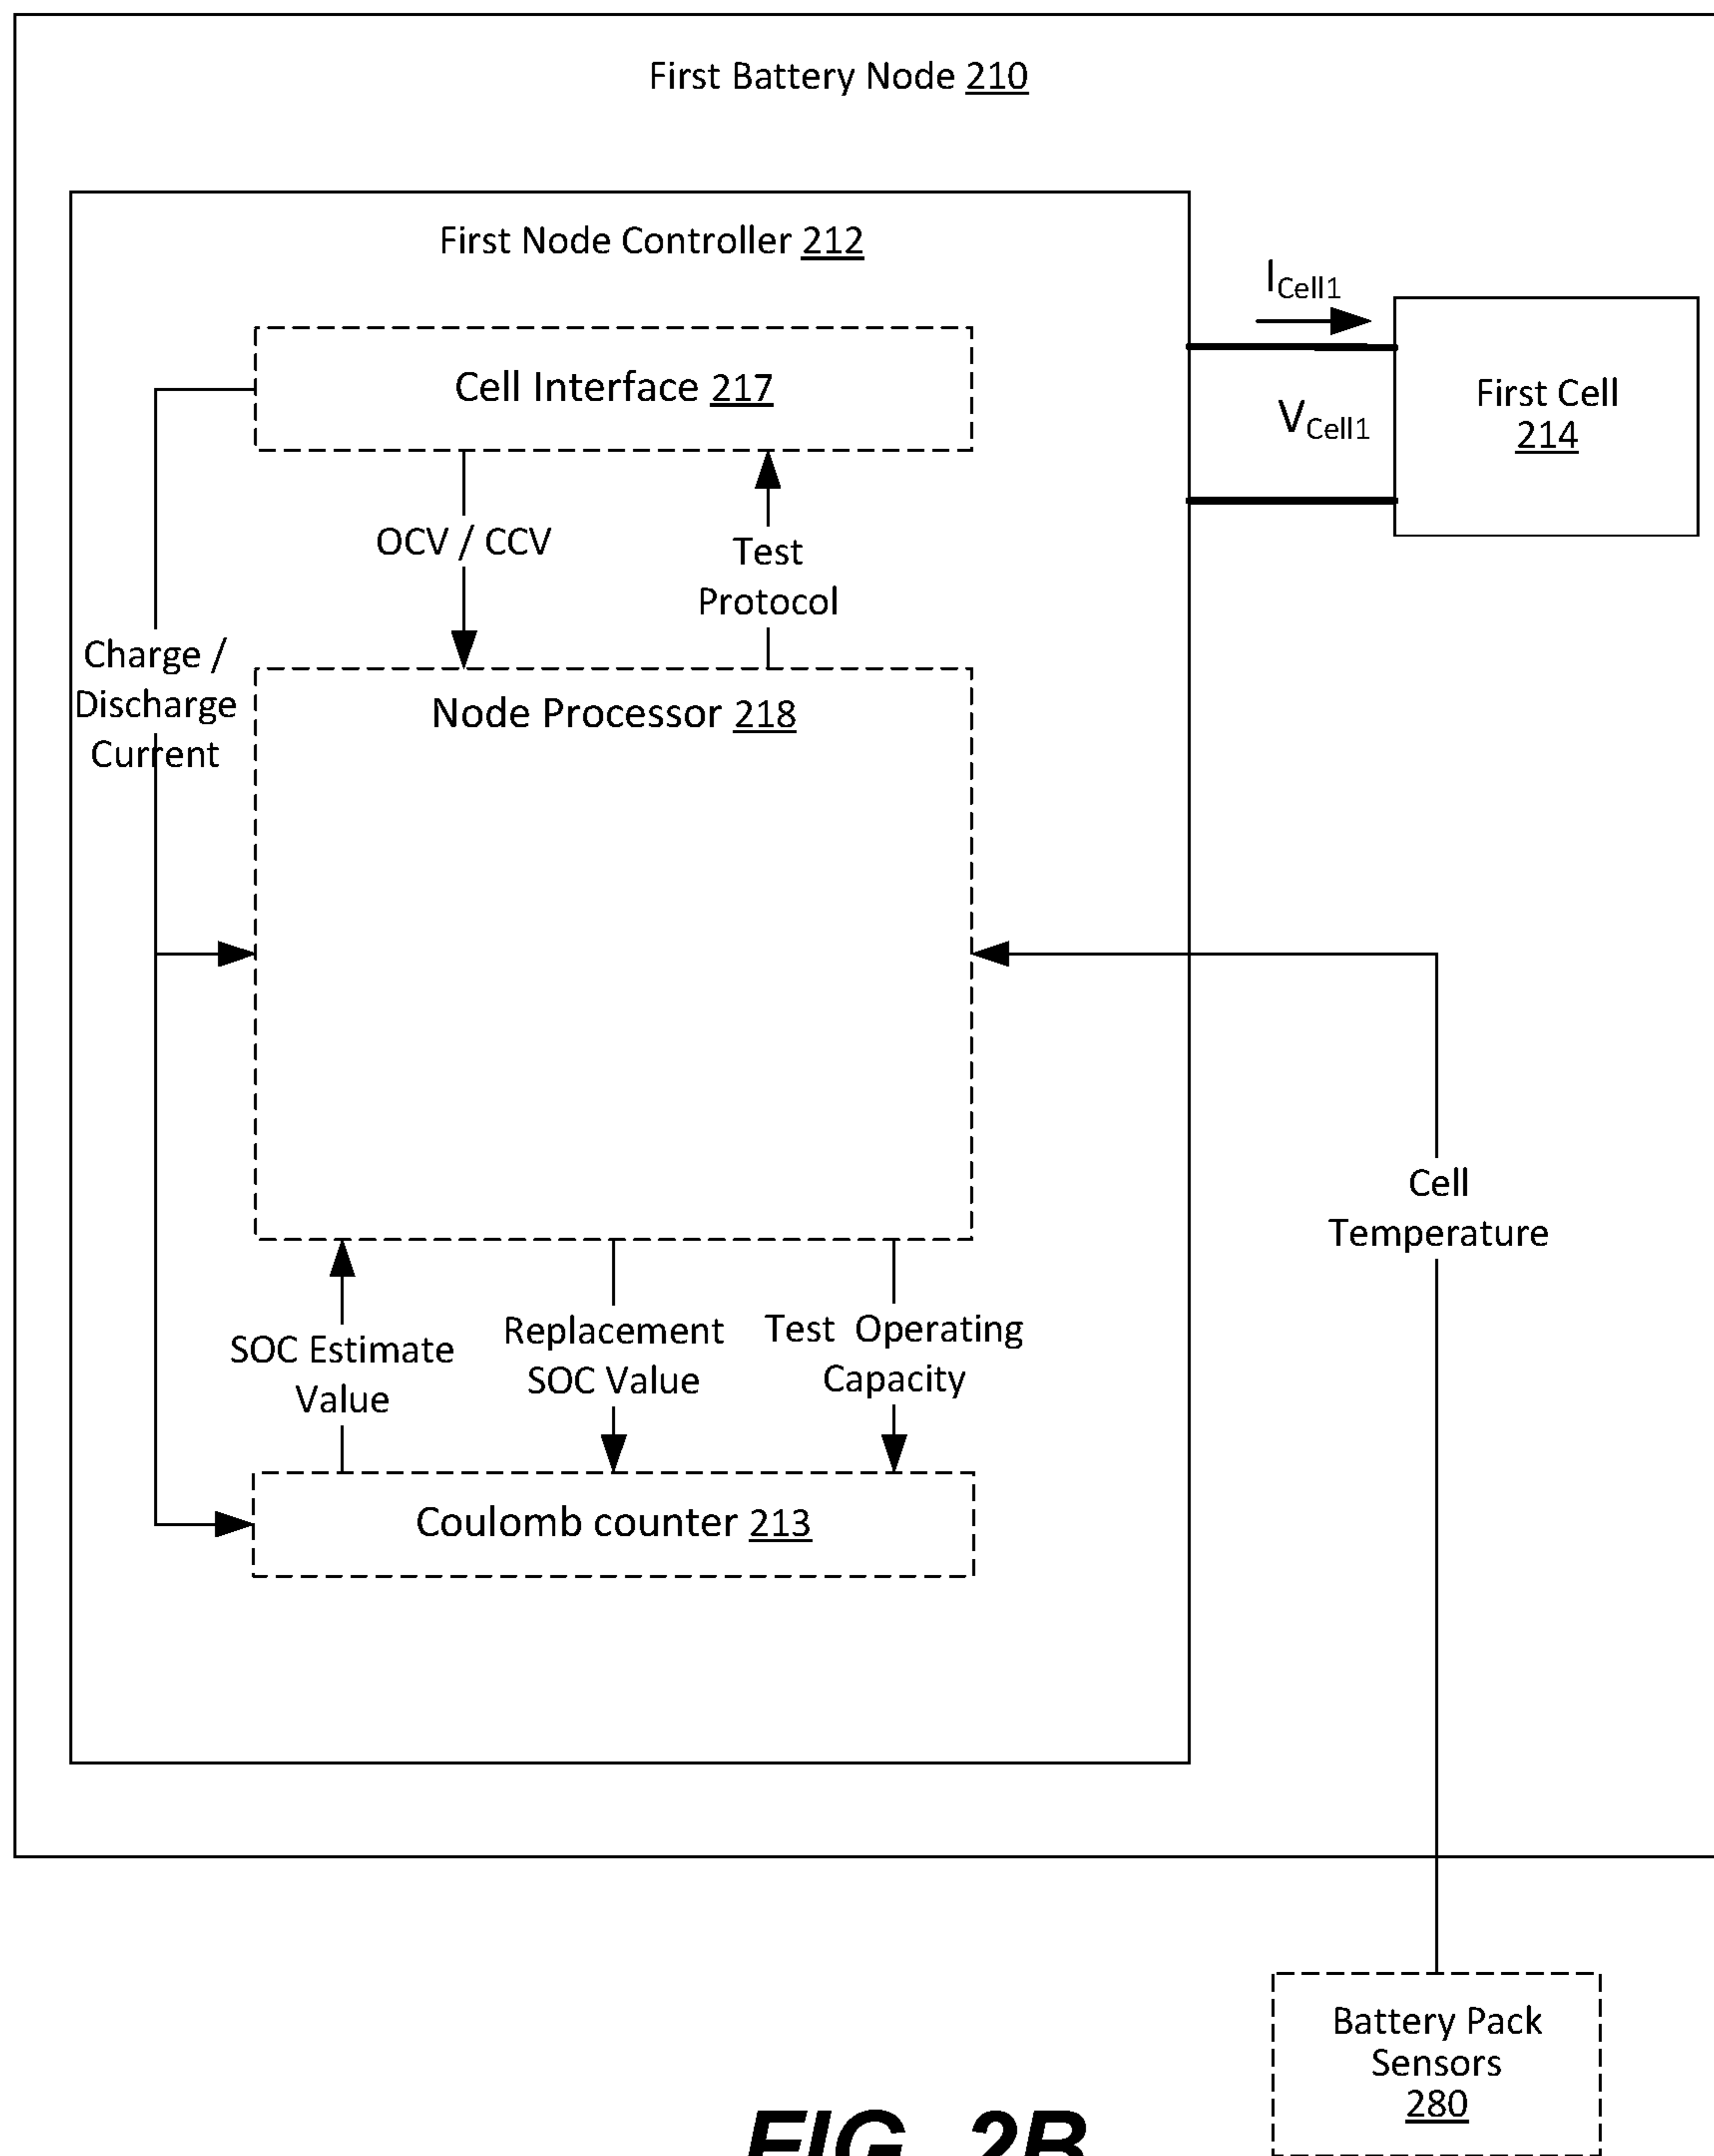 First Battery Node 210
First Node Controller 212
I Cell1
Cell Interface 217
First Cell
214
V Cell1
OCV / CCV
Test
Protocol
Charge /
Discharge
Current
Node Processor 218
Cell
Temperature
SOC Estimate
Value
Replacement
SOC Value
Test Operating
Capacity
Coulomb counter 213
Battery Pack
Sensors
280
FIG. 2B